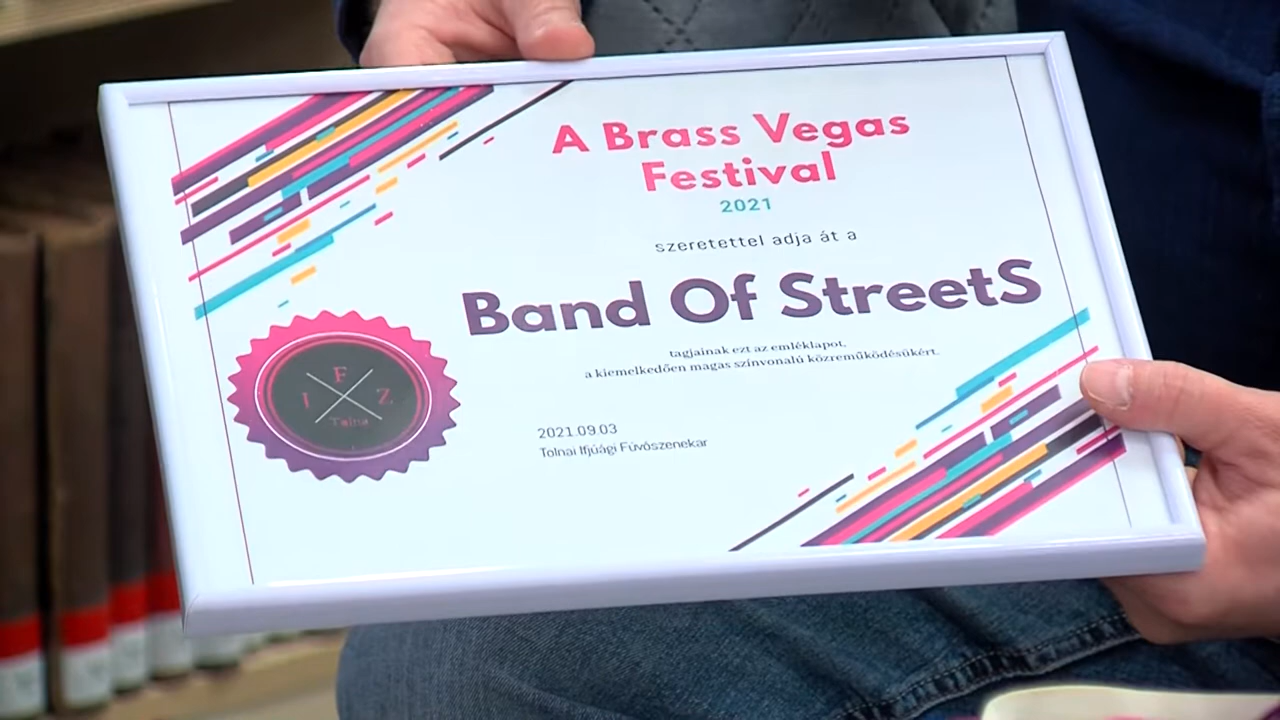 A Brass Vegas
Festival
2021
szeretettel adja át a
Band Of StreetS
tagjainak ezt az emléklapot,
a kiemelkedően magas színvonalú közreműködésükért.
F
I Z
Tolna
2021.09.03
Tolnai Ifjúági Fúvószenekar